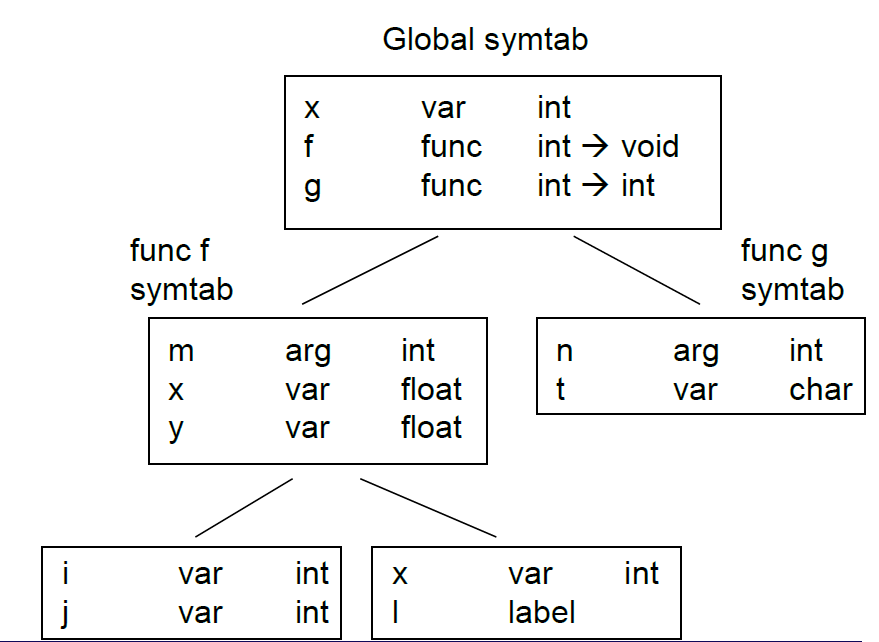 Global symtab
x var int
f func int → void
g func int → int
func f
symtab
func g
symtab
m arg int
x var float
y var float
n arg int
t var char
i var int
j var int
x var int
l label